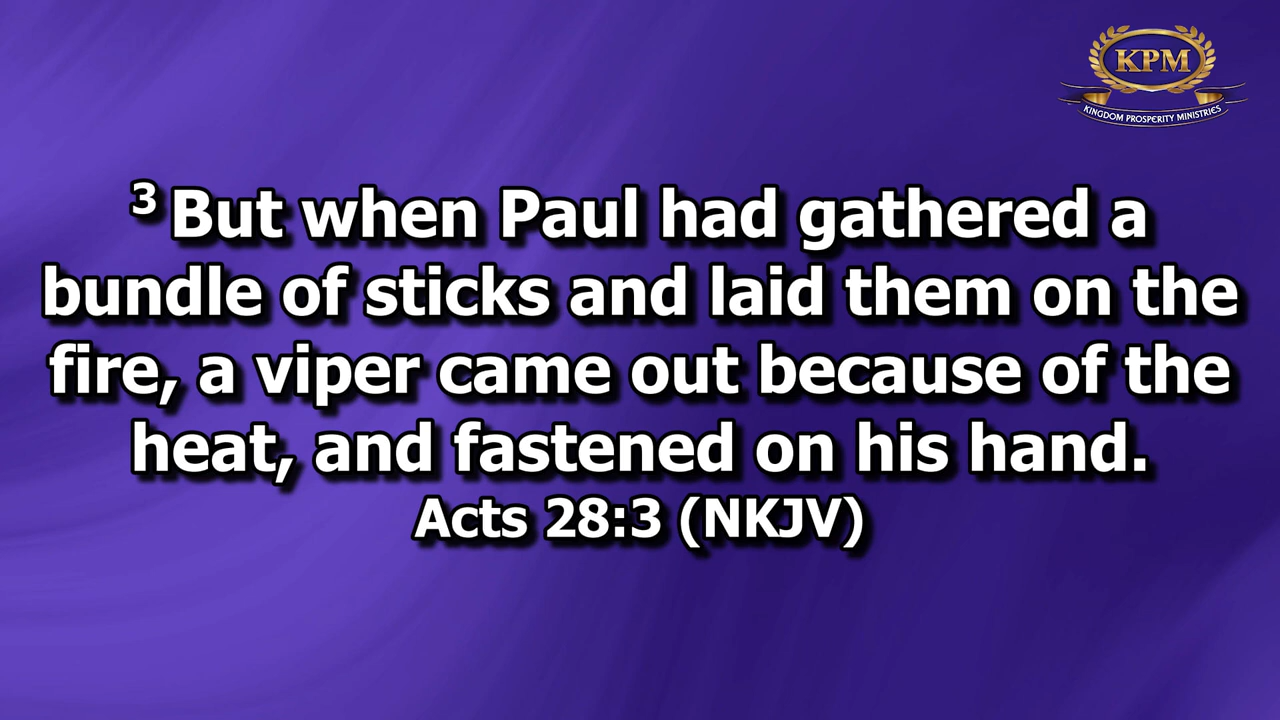 KPM
KINGDOM PROSPERITY MINISTRIES
3 But when Paul had gathered a
bundle of sticks and laid them on the
fire, a viper came out because of the
heat, and fastened on his hand.
Acts 28:3 (NKJV)